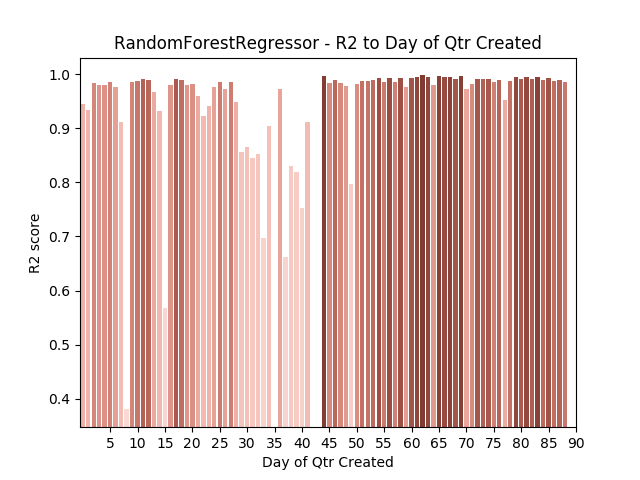 RandomForestRegressor - R2 to Day of Qtr Created
1.0
0.9
0.8
0.7
0.6
0.5
0.4
R2 score
5 10 15 20 25 30 35 40 45 50 55 60 65 70 75 80 85 90
Day of Qtr Created